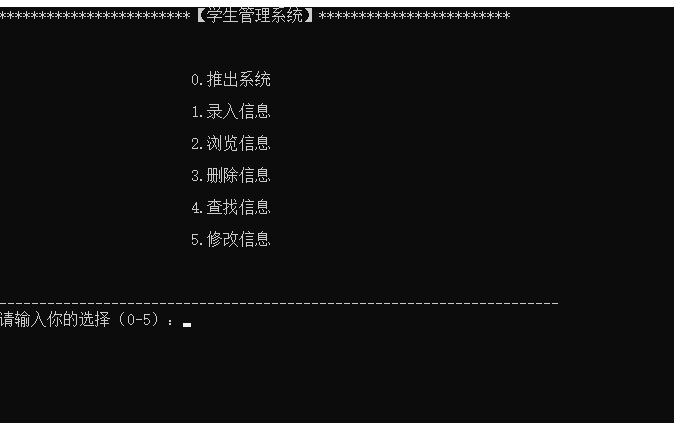 ************************【学生管理系统】************************
0.推出系统
1.录入信息
2.浏览信息
3.删除信息
4.查找信息
5.修改信息
----------------------------------------------------------------------
请输入你的选择（0-5）：